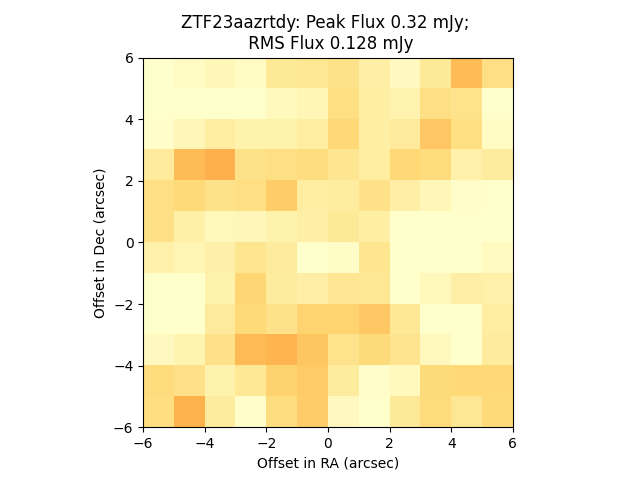 ZTF23aazrtdy: Peak Flux 0.32 mJy;
RMS Flux 0.128 mJy
6
4
2
0
−2
−4
−6
Offset in Dec (arcsec)
−6 −4 −2 0 2 4 6
Offset in RA (arcsec)